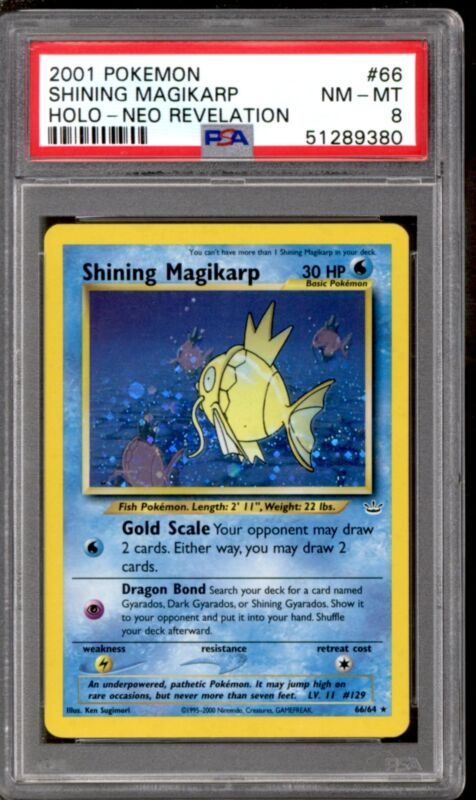 2001 POKEMON #66
SHINING MAGIKARP NM - MT
HOLO - NEO REVELATION 8
PSA 51289380
You can't have more than 1 Shining Magikarp in your deck.
Shining Magikarp 30 HP
Basic Pokémon
Fish Pokémon. Length: 2' 11", Weight: 22 lbs.
Gold Scale Your opponent may draw
2 cards. Either way, you may draw 2
cards.
Dragon Bond Search your deck for a card named
Gyarados, Dark Gyarados, or Shining Gyarados. Show it
to your opponent and put it into your hand. Shuffle
your deck afterward.
weakness resistance retreat cost
An underpowered, pathetic Pokémon. It may jump high on
rare occasions, but never more than seven feet. LV. 11 #129
Illus. Ken Sugimori ©1995-2000 Nintendo, Creatures, GAMEFREAK. 66/64 ★
PSA